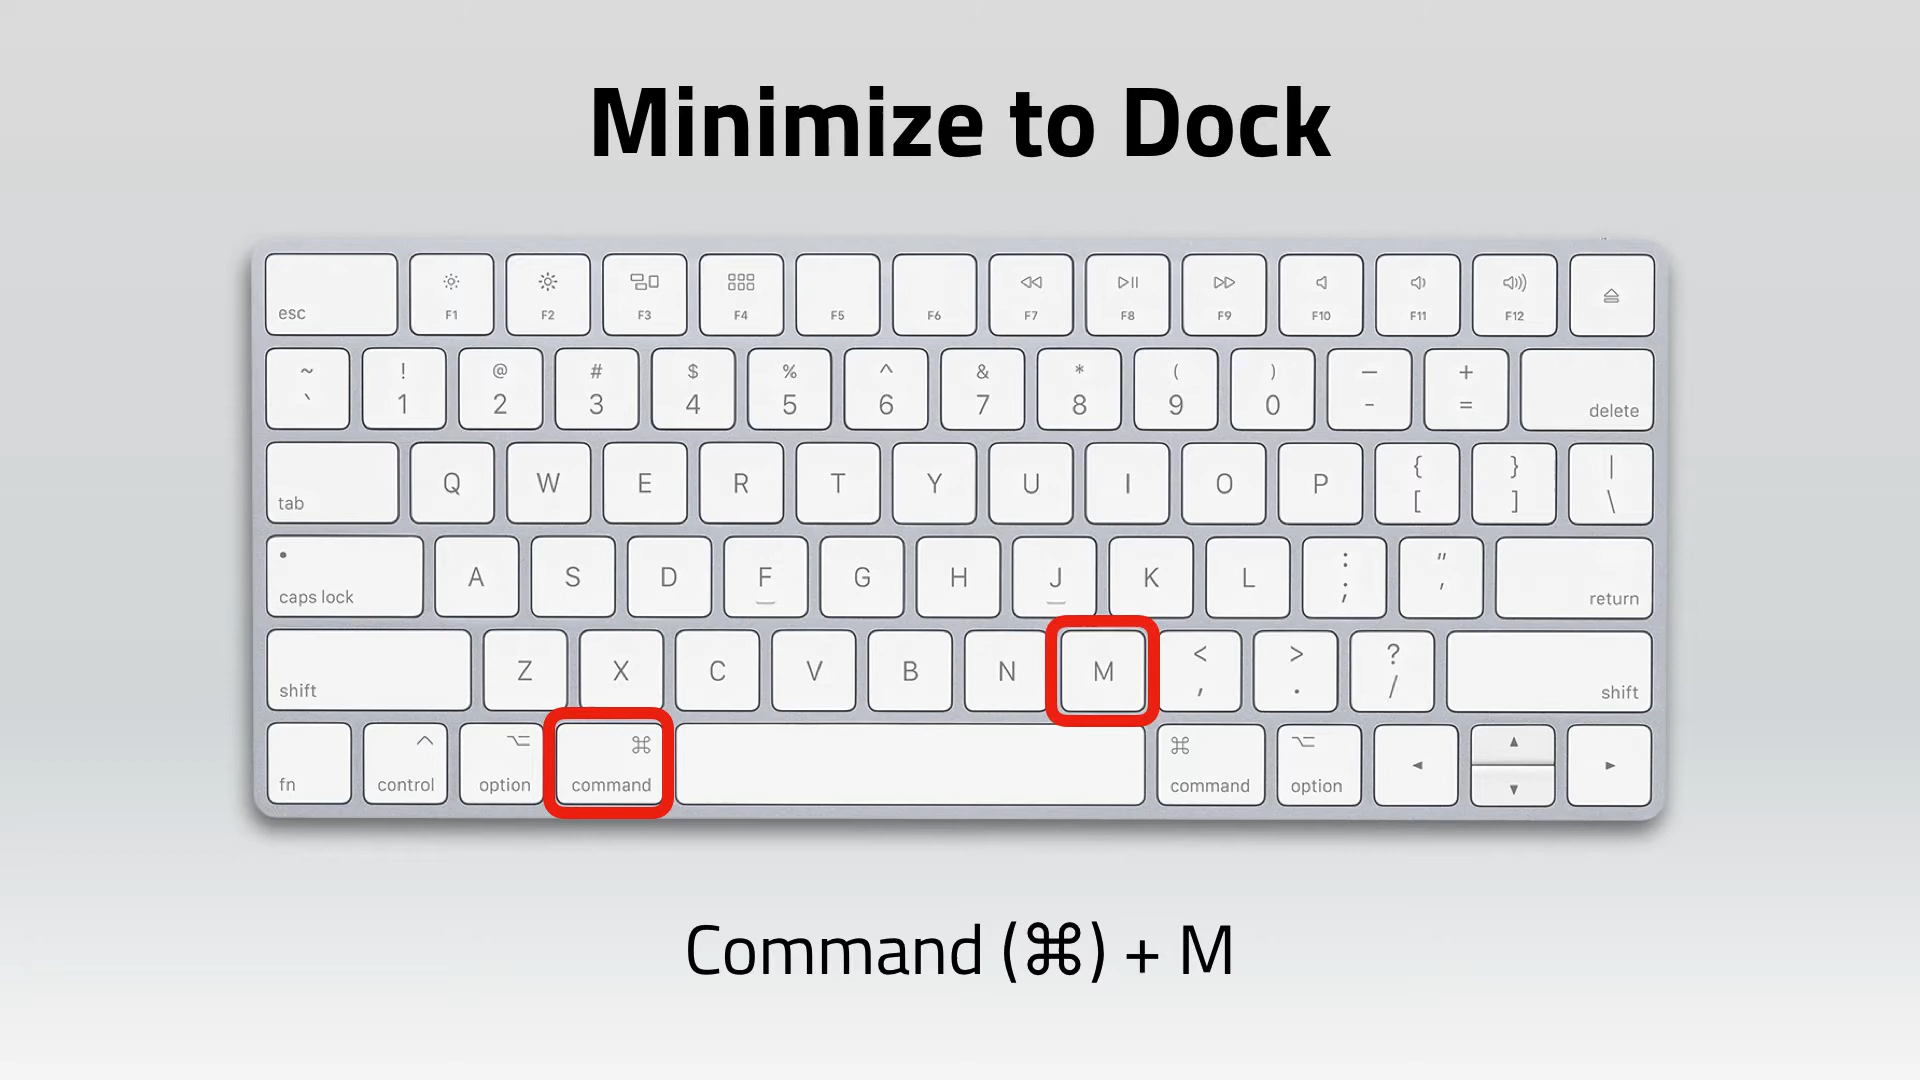 Minimize to Dock
esc F1 F2 F3 F4 F5 F6 F7 F8 F9 F10 F11 F12
~ ! @ # $ % ^ & * ( ) — +
` 1 2 3 4 5 6 7 8 9 0 - = delete
tab Q W E R T Y U I O P { } |
[ ] \
caps lock A S D F G H J K L : "
; ' return
shift Z X C V B N M < > ?
, . / shift
^ ⌥ ⌘ ⌘ ⌥ ▲
fn control option command command option ◄ ▼ ►
Command (⌘) + M